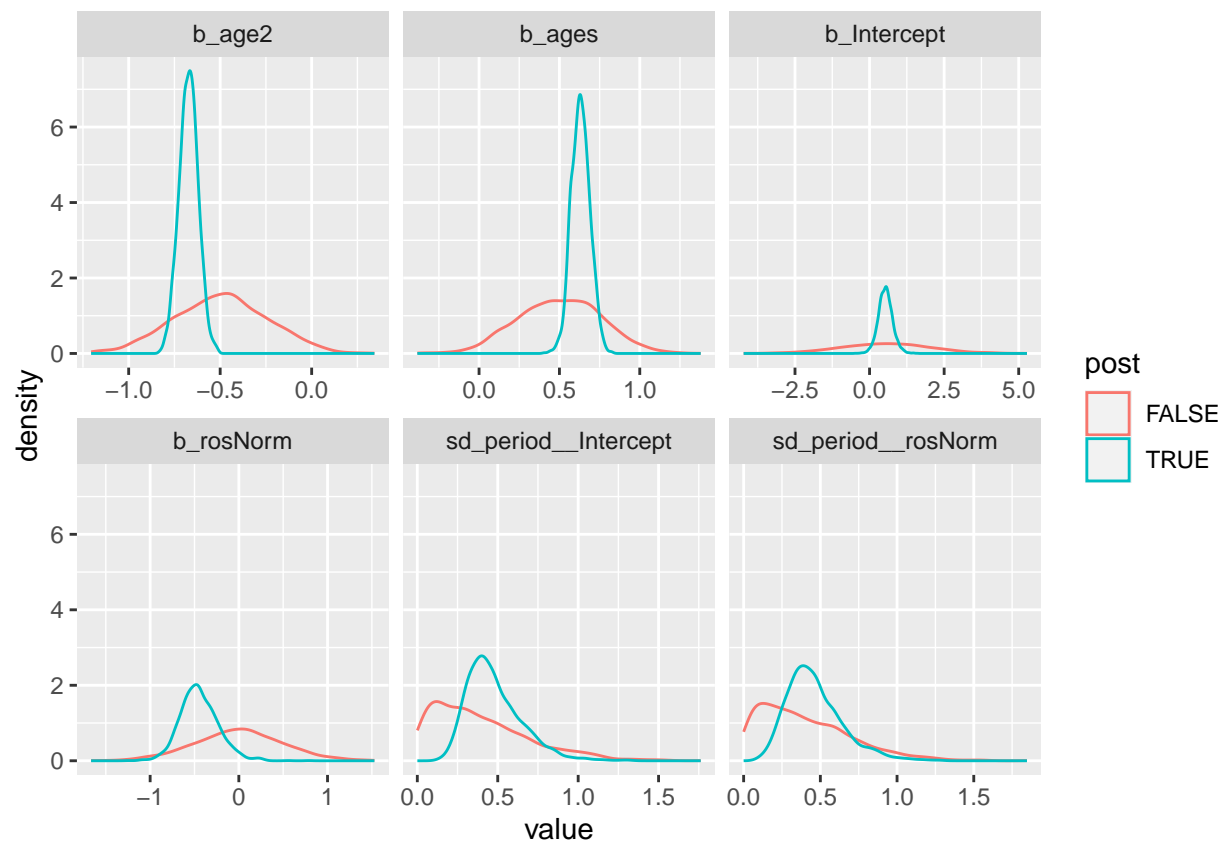 b_age2 b_ages b_Intercept
6
4
2
0
−1.0 −0.5 0.0 0.0 0.5 1.0 −2.5 0.0 2.5 5.0
b_rosNorm sd_period__Intercept sd_period__rosNorm
6
4
2
0
−1 0 1 0.0 0.5 1.0 1.5 0.0 0.5 1.0 1.5
value
density
post
FALSE
TRUE